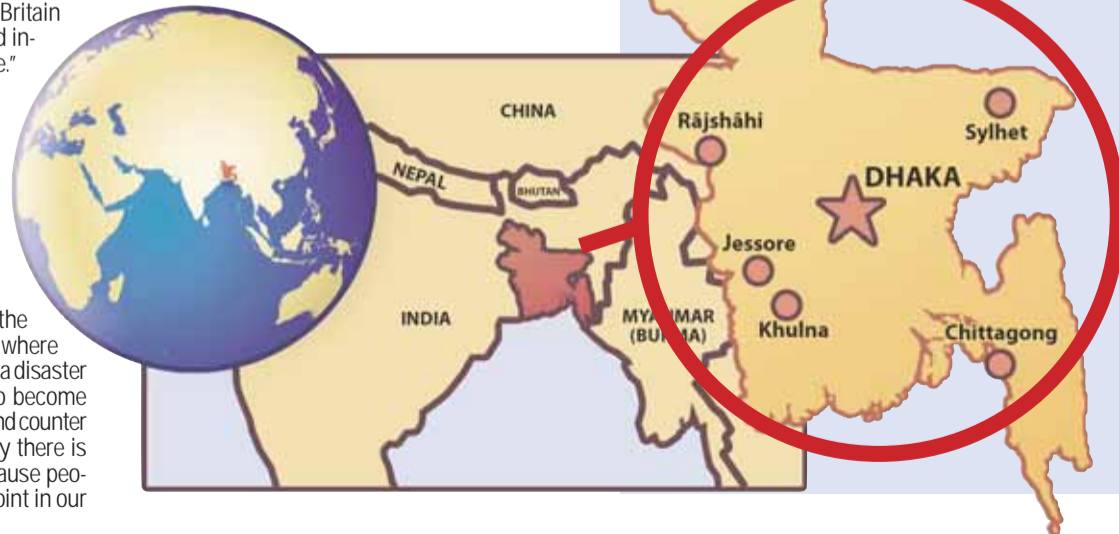 Britain
d in-
e."
the
where
a disaster
o become
nd counter
y there is
ause peo-
oint in our
CHINA
NEPAL
BHUTAN
INDIA
MYANMAR
(BURMA)
Rājshāhi
Sylhet
DHAKA
Jessore
Khulna
Chittagong